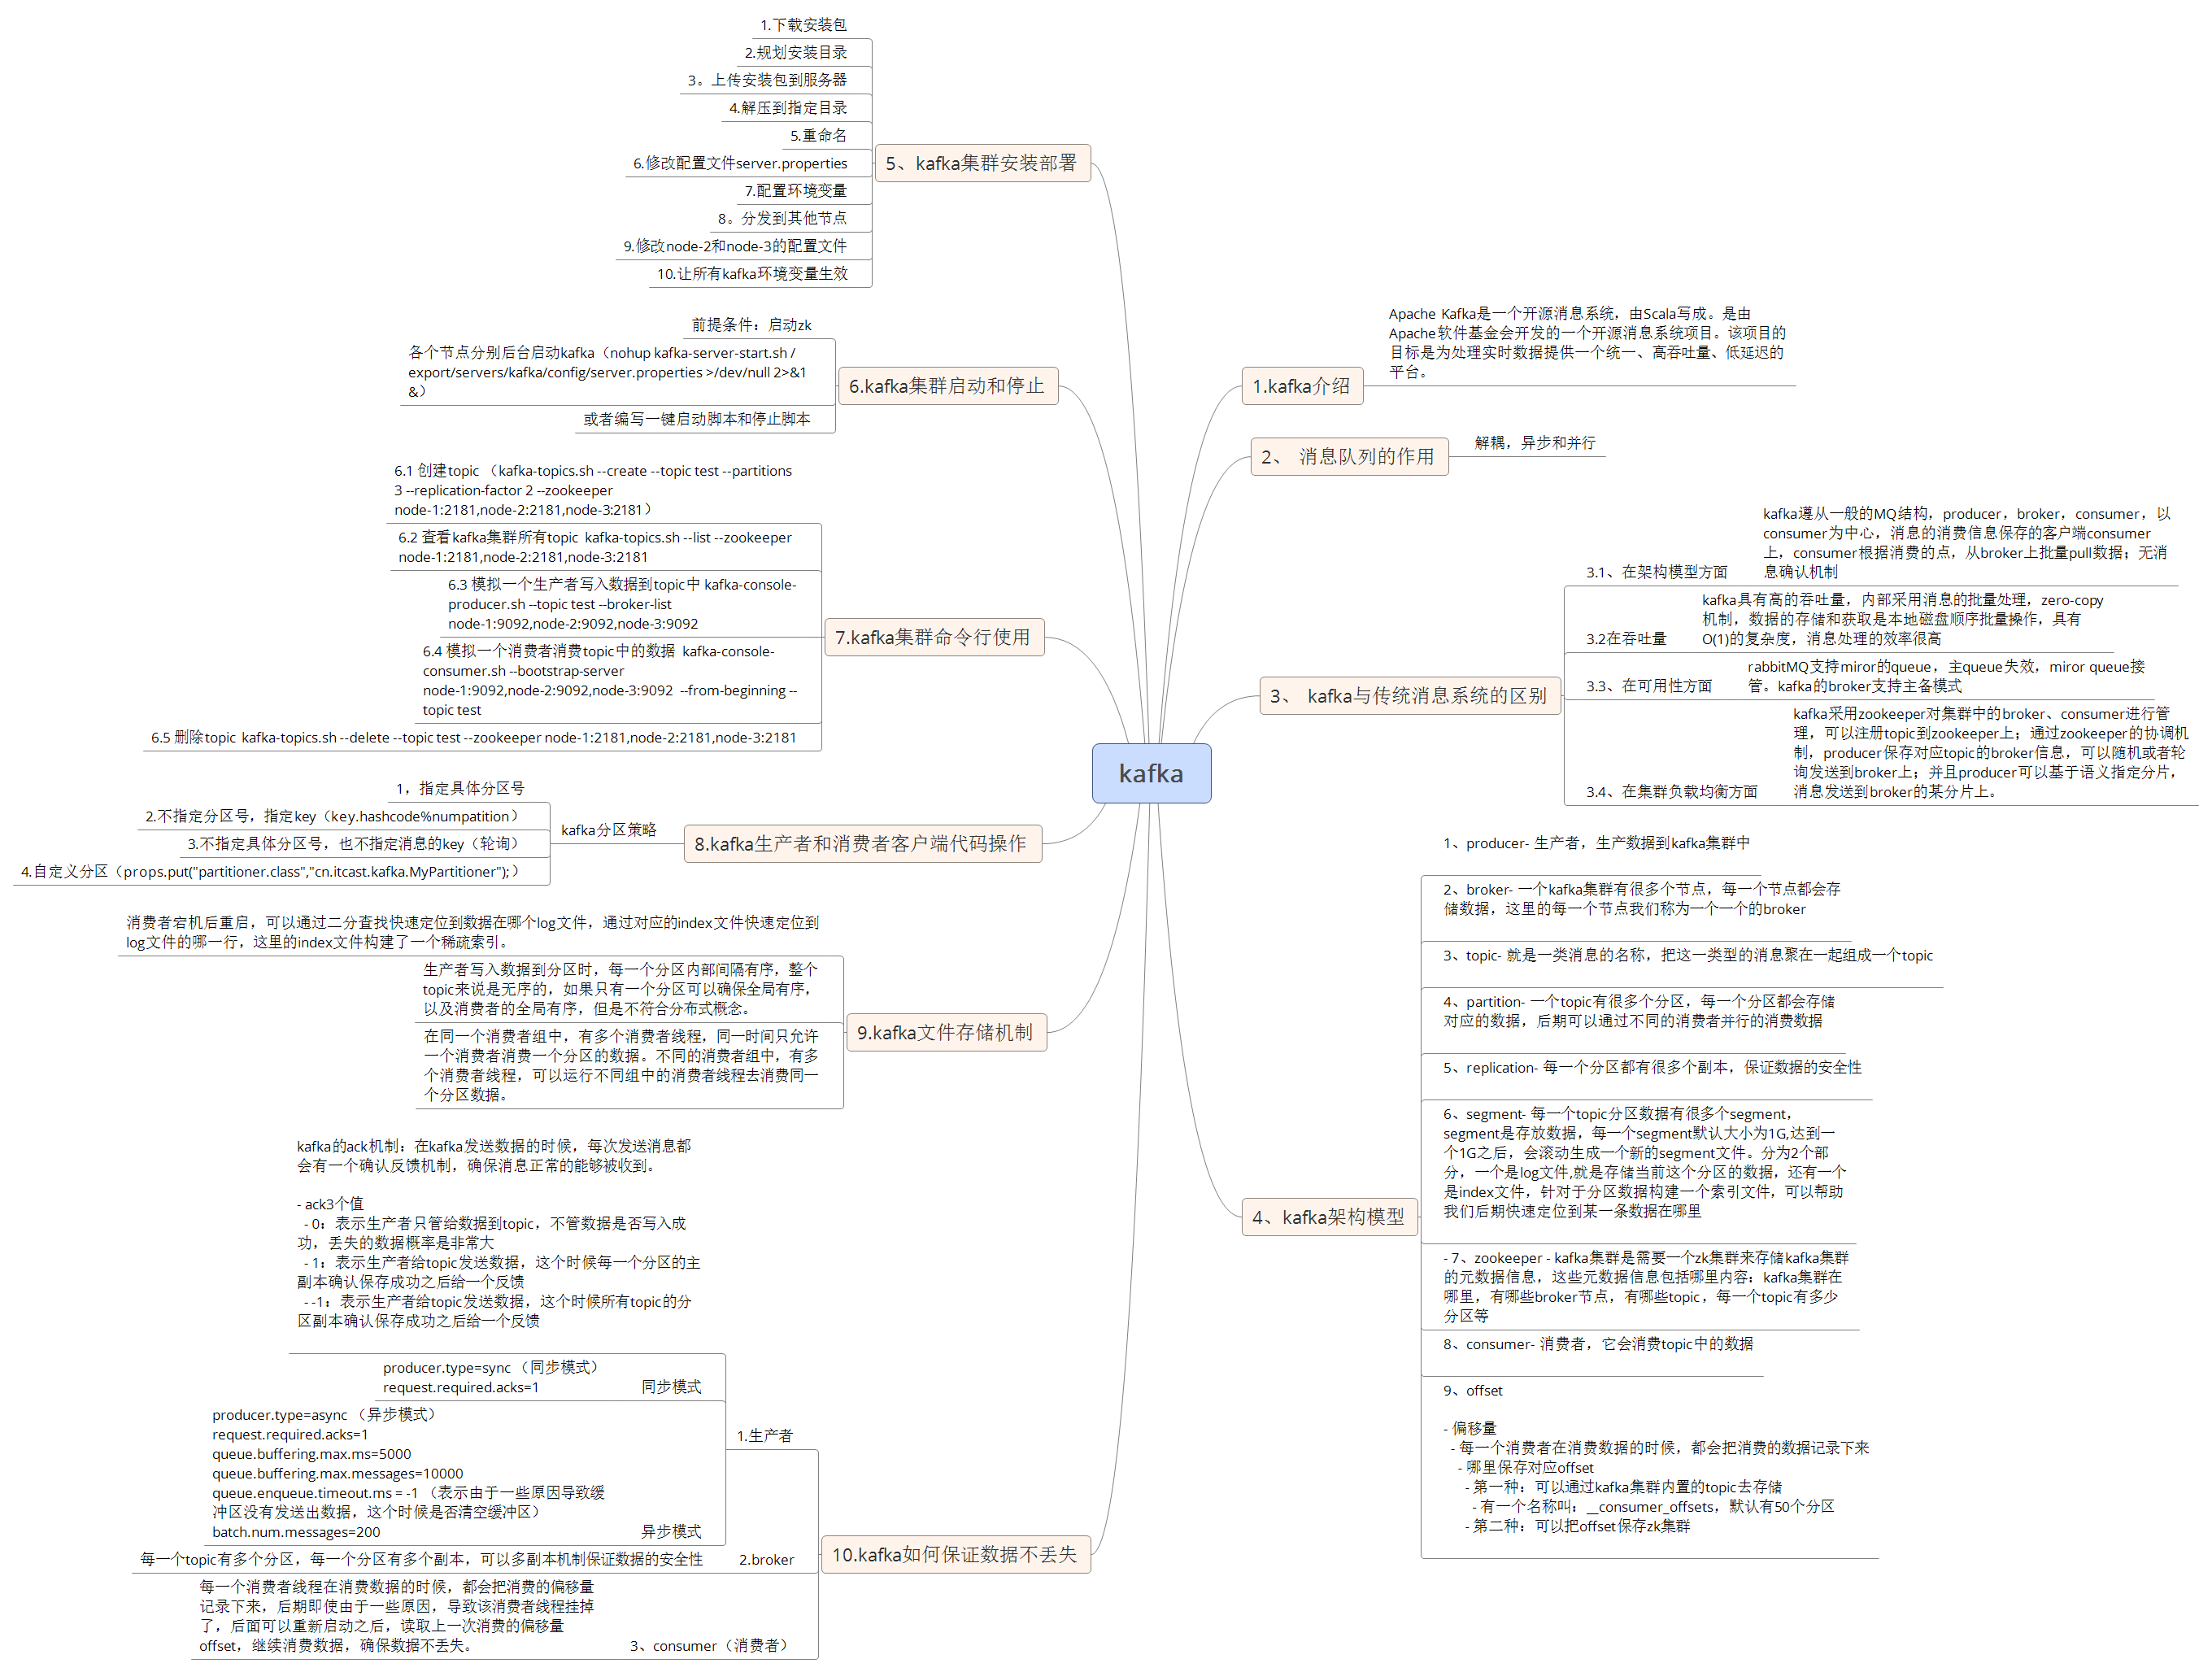 kafka
1.kafka介绍
Apache Kafka是一个开源消息系统，由Scala写成。是由
Apache软件基金会开发的一个开源消息系统项目。该项目的
目标是为处理实时数据提供一个统一、高吞吐量、低延迟的
平台。
2、 消息队列的作用
解耦，异步和并行
3、 kafka与传统消息系统的区别
3.1、在架构模型方面
kafka遵从一般的MQ结构，producer，broker，consumer，以
consumer为中心，消息的消费信息保存的客户端consumer
上，consumer根据消费的点，从broker上批量pull数据；无消
息确认机制
3.2在吞吐量
kafka具有高的吞吐量，内部采用消息的批量处理，zero-copy
机制，数据的存储和获取是本地磁盘顺序批量操作，具有
O(1)的复杂度，消息处理的效率很高
3.3、在可用性方面
rabbitMQ支持miror的queue，主queue失效，miror queue接
管。kafka的broker支持主备模式
3.4、在集群负载均衡方面
kafka采用zookeeper对集群中的broker、consumer进行管
理，可以注册topic到zookeeper上；通过zookeeper的协调机
制，producer保存对应topic的broker信息，可以随机或者轮
询发送到broker上；并且producer可以基于语义指定分片，
消息发送到broker的某分片上。
4、kafka架构模型
1、producer- 生产者，生产数据到kafka集群中
2、broker- 一个kafka集群有很多个节点，每一个节点都会存
储数据，这里的每一个节点我们称为一个一个的broker
3、topic- 就是一类消息的名称，把这一类型的消息聚在一起组成一个topic
4、partition- 一个topic有很多个分区，每一个分区都会存储
对应的数据，后期可以通过不同的消费者并行的消费数据
5、replication- 每一个分区都有很多个副本，保证数据的安全性
6、segment- 每一个topic分区数据有很多个segment，
segment是存放数据，每一个segment默认大小为1G,达到一
个1G之后，会滚动生成一个新的segment文件。分为2个部
分，一个是log文件,就是存储当前这个分区的数据，还有一个
是index文件，针对于分区数据构建一个索引文件，可以帮助
我们后期快速定位到某一条数据在哪里
- 7、zookeeper - kafka集群是需要一个zk集群来存储kafka集群
的元数据信息，这些元数据信息包括哪里内容：kafka集群在
哪里，有哪些broker节点，有哪些topic，每一个topic有多少
分区等
8、consumer- 消费者，它会消费topic中的数据
9、offset
- 偏移量
- 每一个消费者在消费数据的时候，都会把消费的数据记录下来
- 哪里保存对应offset
- 第一种：可以通过kafka集群内置的topic去存储
- 有一个名称叫：__consumer_offsets，默认有50个分区
- 第二种：可以把offset保存zk集群
5、kafka集群安装部署
1.下载安装包
2.规划安装目录
3。上传安装包到服务器
4.解压到指定目录
5.重命名
6.修改配置文件server.properties
7.配置环境变量
8。分发到其他节点
9.修改node-2和node-3的配置文件
10.让所有kafka环境变量生效
6.kafka集群启动和停止
前提条件：启动zk
各个节点分别后台启动kafka（nohup kafka-server-start.sh /
export/servers/kafka/config/server.properties >/dev/null 2>&1
&）
或者编写一键启动脚本和停止脚本
7.kafka集群命令行使用
6.1 创建topic （kafka-topics.sh --create --topic test --partitions
3 --replication-factor 2 --zookeeper
node-1:2181,node-2:2181,node-3:2181）
6.2 查看kafka集群所有topic  kafka-topics.sh --list --zookeeper
node-1:2181,node-2:2181,node-3:2181
6.3 模拟一个生产者写入数据到topic中 kafka-console-
producer.sh --topic test --broker-list
node-1:9092,node-2:9092,node-3:9092
6.4 模拟一个消费者消费topic中的数据  kafka-console-
consumer.sh --bootstrap-server
node-1:9092,node-2:9092,node-3:9092  --from-beginning --
topic test
6.5 删除topic  kafka-topics.sh --delete --topic test --zookeeper node-1:2181,node-2:2181,node-3:2181
8.kafka生产者和消费者客户端代码操作
kafka分区策略
1，指定具体分区号
2.不指定分区号，指定key（key.hashcode%numpatition）
3.不指定具体分区号，也不指定消息的key（轮询）
4.自定义分区（props.put("partitioner.class","cn.itcast.kafka.MyPartitioner");）
9.kafka文件存储机制
消费者宕机后重启，可以通过二分查找快速定位到数据在哪个log文件，通过对应的index文件快速定位到
log文件的哪一行，这里的index文件构建了一个稀疏索引。
生产者写入数据到分区时，每一个分区内部间隔有序，整个
topic来说是无序的，如果只有一个分区可以确保全局有序，
以及消费者的全局有序，但是不符合分布式概念。
在同一个消费者组中，有多个消费者线程，同一时间只允许
一个消费者消费一个分区的数据。不同的消费者组中，有多
个消费者线程，可以运行不同组中的消费者线程去消费同一
个分区数据。
10.kafka如何保证数据不丢失
1.生产者
kafka的ack机制：在kafka发送数据的时候，每次发送消息都
会有一个确认反馈机制，确保消息正常的能够被收到。
- ack3个值
- 0：表示生产者只管给数据到topic，不管数据是否写入成
功，丢失的数据概率是非常大
- 1：表示生产者给topic发送数据，这个时候每一个分区的主
副本确认保存成功之后给一个反馈
- -1：表示生产者给topic发送数据，这个时候所有topic的分
区副本确认保存成功之后给一个反馈
同步模式
producer.type=sync （同步模式）
request.required.acks=1
异步模式
producer.type=async （异步模式）
request.required.acks=1
queue.buffering.max.ms=5000
queue.buffering.max.messages=10000
queue.enqueue.timeout.ms = -1 （表示由于一些原因导致缓
冲区没有发送出数据，这个时候是否清空缓冲区）
batch.num.messages=200
2.broker
每一个topic有多个分区，每一个分区有多个副本，可以多副本机制保证数据的安全性
3、consumer（消费者）
每一个消费者线程在消费数据的时候，都会把消费的偏移量
记录下来，后期即使由于一些原因，导致该消费者线程挂掉
了，后面可以重新启动之后，读取上一次消费的偏移量
offset，继续消费数据，确保数据不丢失。